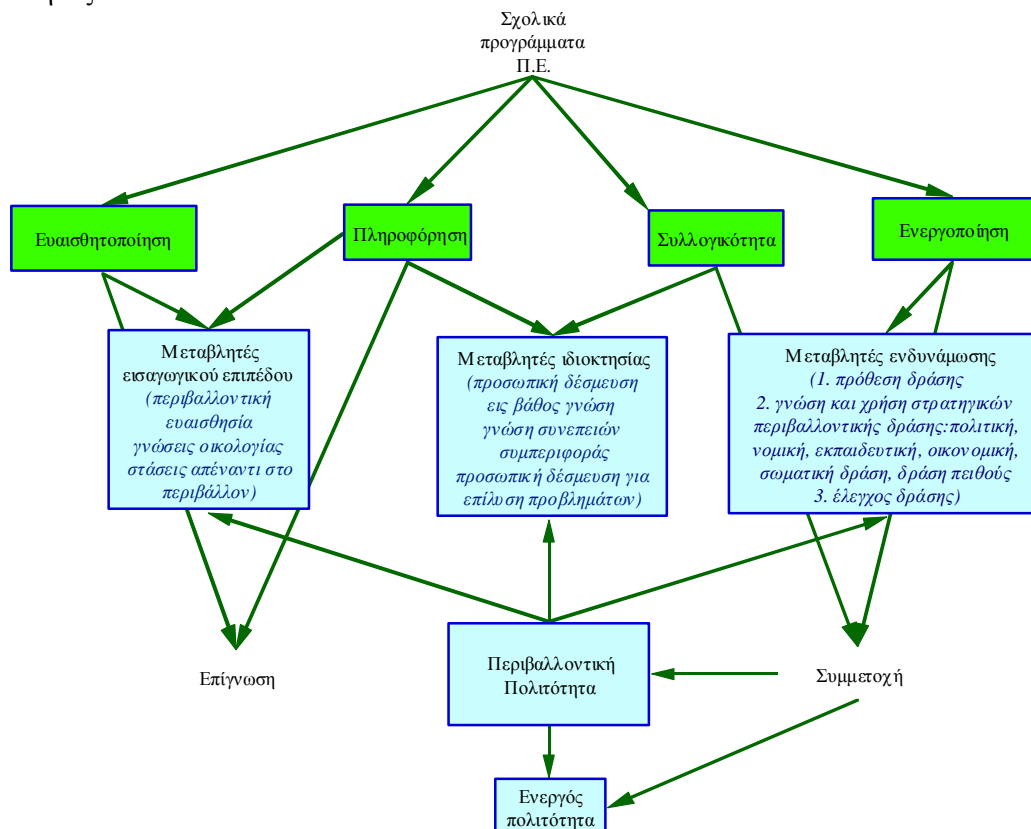 Σχολικά
προγράμματα
Π.Ε.
Ευαισθητοποίηση
Πληροφόρηση
Συλλογικότητα
Ενεργοποίηση
Μεταβλητές
εισαγωγικού επιπέδου
(περιβαλλοντική
ευαισθησία
γνώσεις οικολογίας
στάσεις απέναντι στο
περιβάλλον)
Μεταβλητές ιδιοκτησίας
(προσωπική δέσμευση
εις βάθος γνώση
γνώση συνεπειών
συμπεριφοράς
προσωπική δέσμευση για
επίλυση προβλημάτων)
Μεταβλητές ενδυνάμωσης
(1. πρόθεση δράσης
2. γνώση και χρήση στρατηγικών
περιβαλλοντικής δράσης:πολιτική,
νομική, εκπαιδευτική, οικονομική,
σωματική δράση, δράση πειθούς
3. έλεγχος δράσης)
Επίγνωση
Περιβαλλοντική
Πολιτότητα
Συμμετοχή
Ενεργός
πολιτότητα